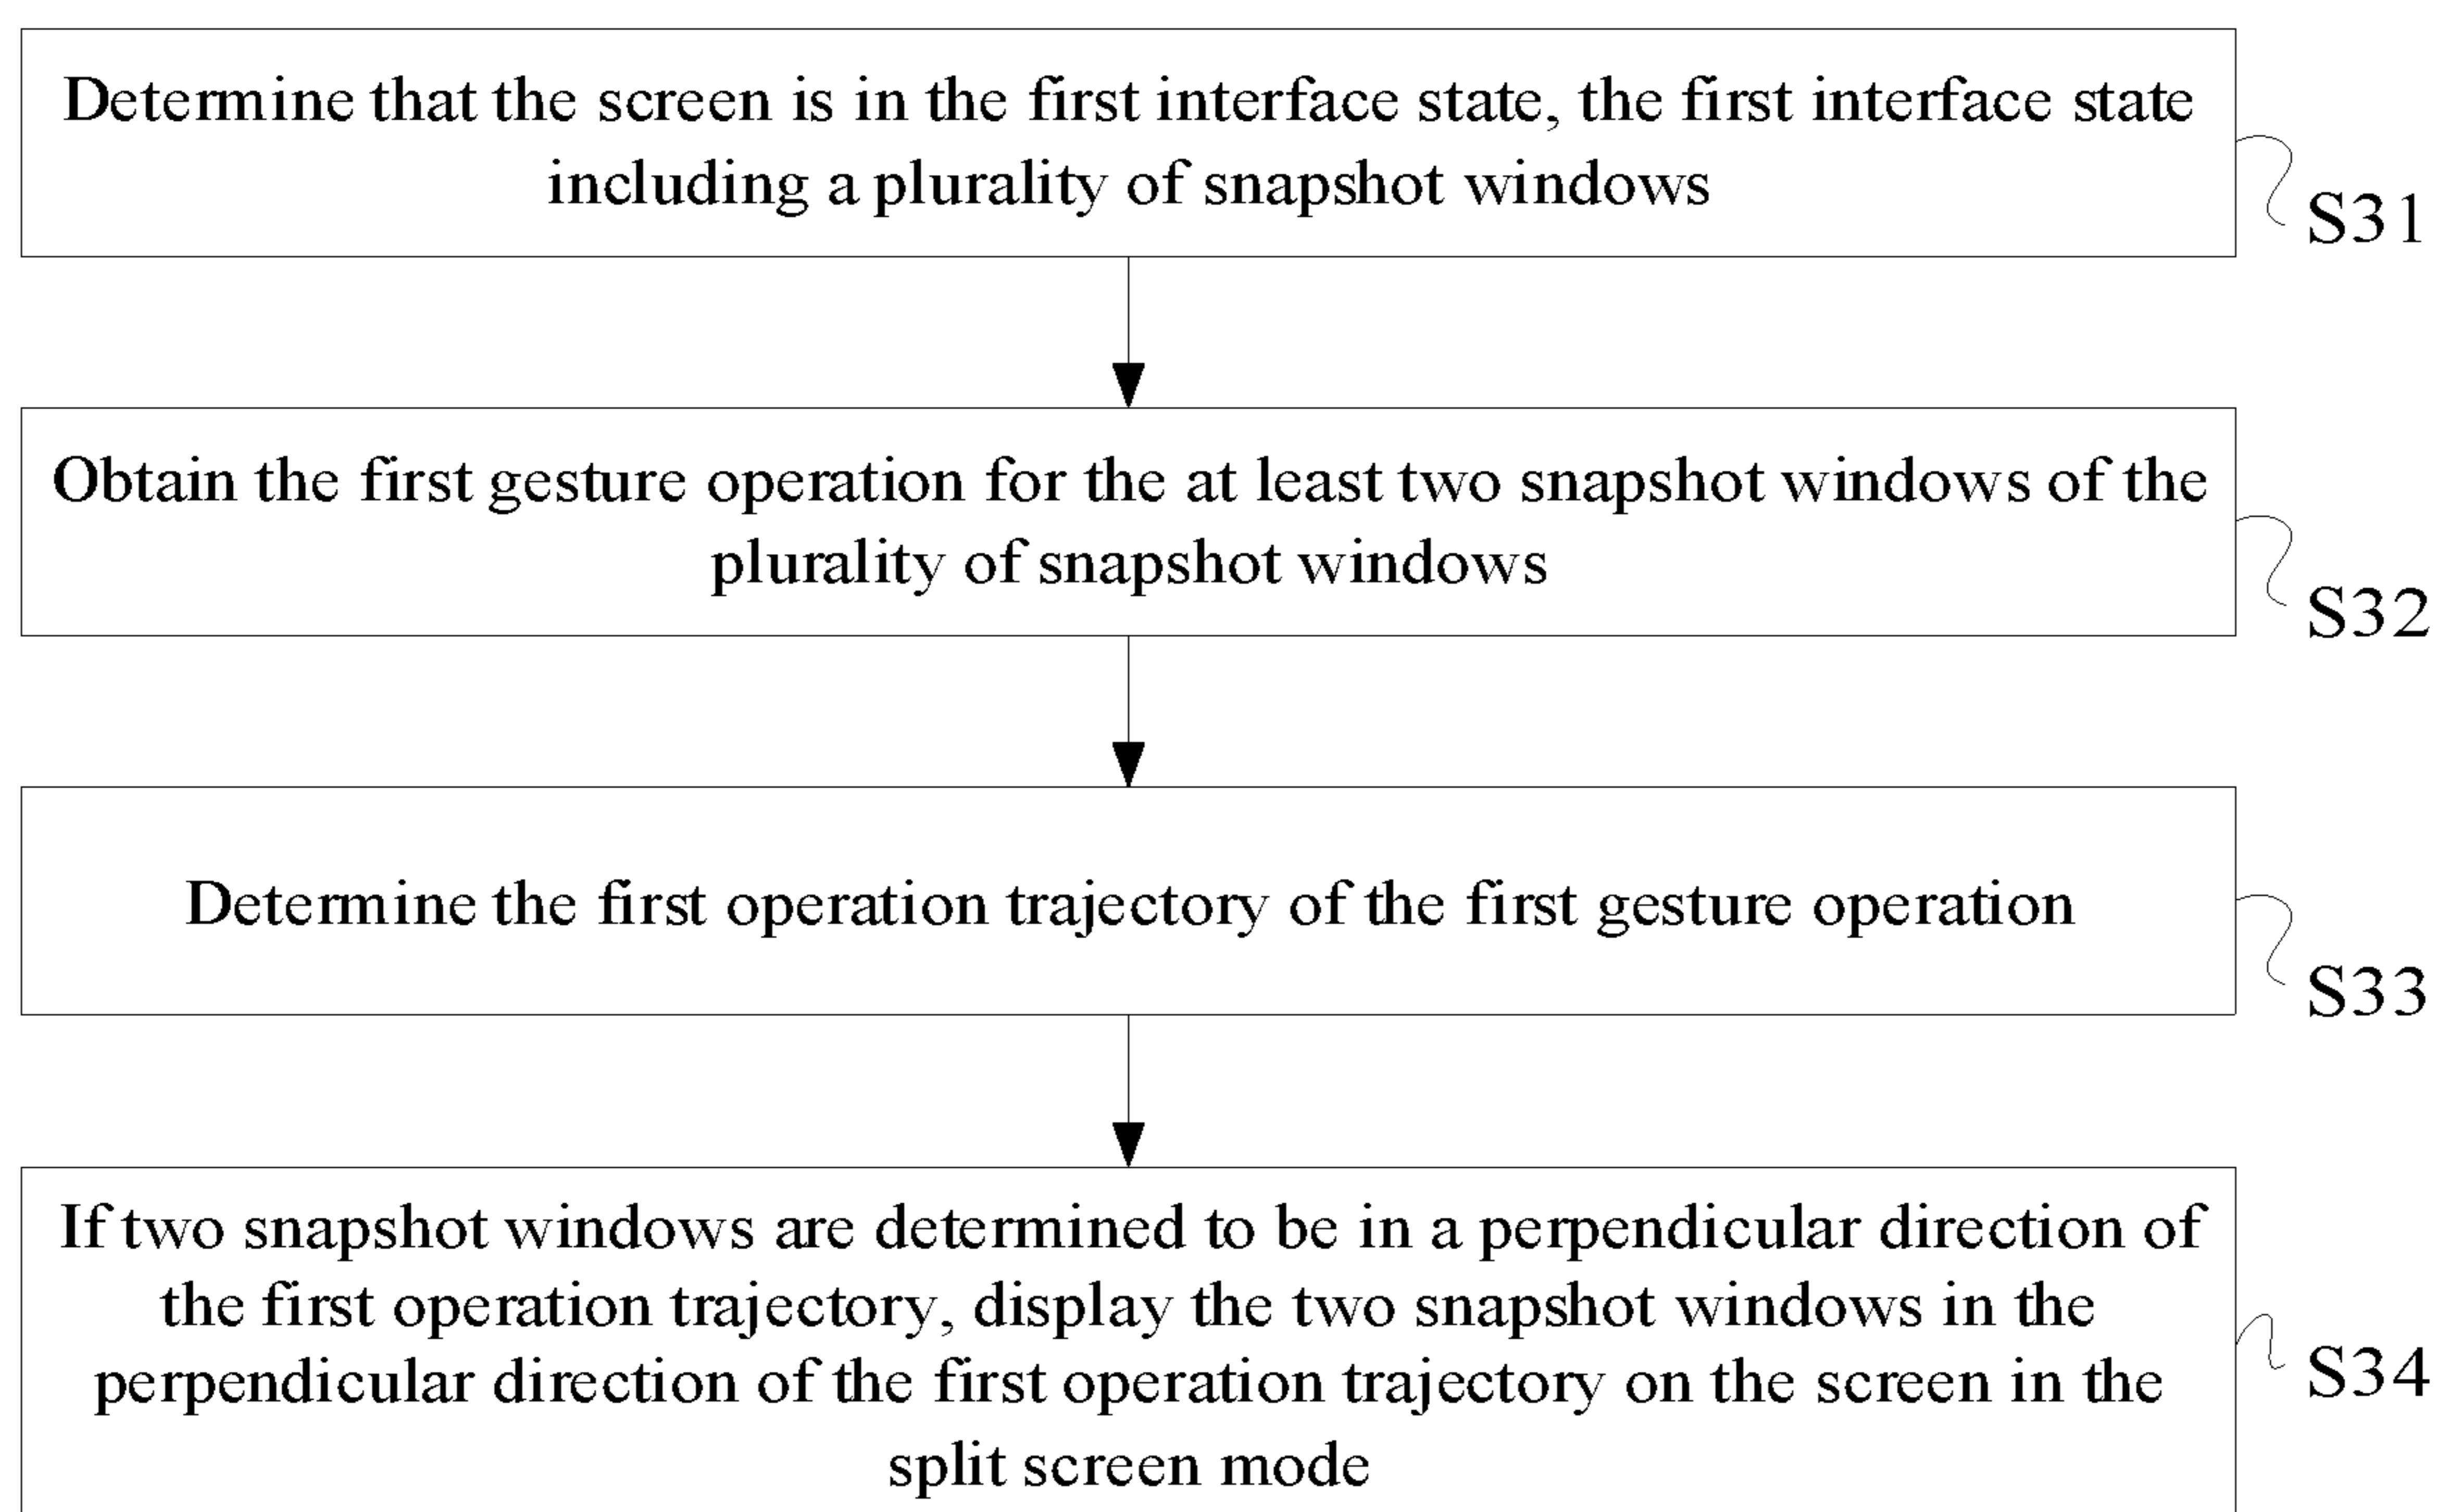 Determine that the screen is in the first interface state, the first interface state
including a plurality of snapshot windows
S31
Obtain the first gesture operation for the at least two snapshot windows of the
plurality of snapshot windows
S32
Determine the first operation trajectory of the first gesture operation
S33
If two snapshot windows are determined to be in a perpendicular direction of
the first operation trajectory, display the two snapshot windows in the
perpendicular direction of the first operation trajectory on the screen in the
split screen mode
S34